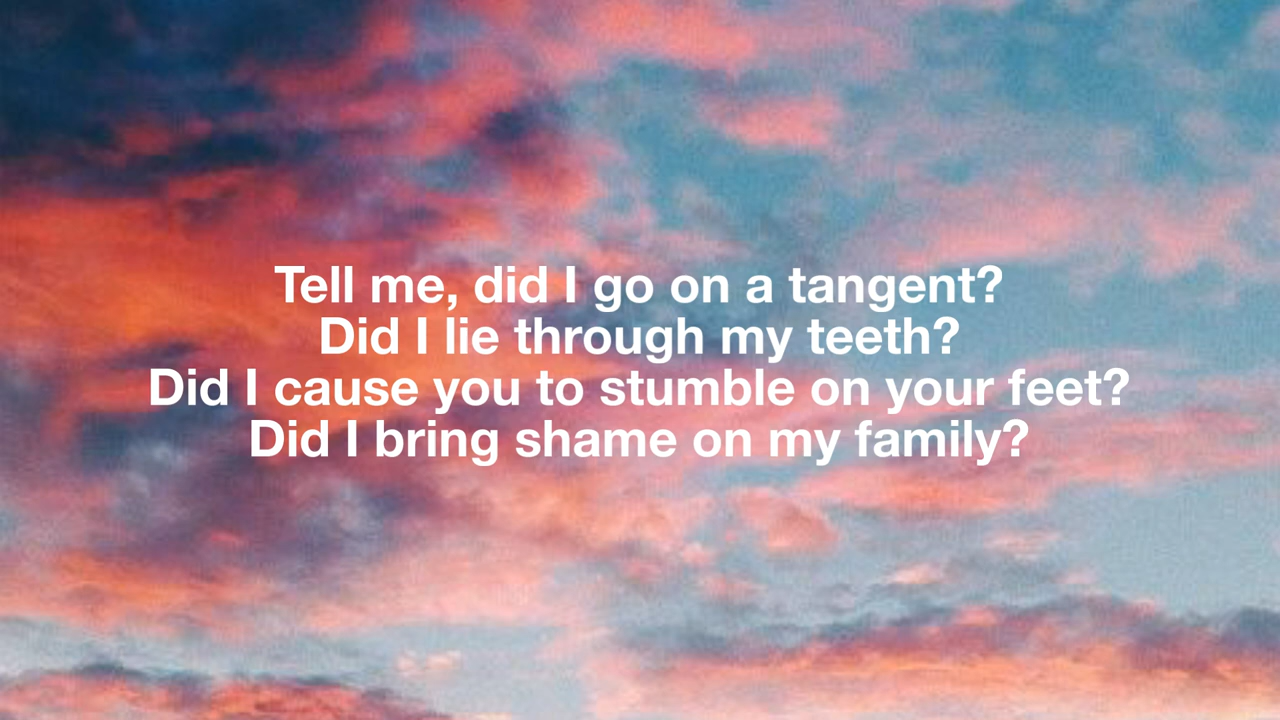 Tell me, did I go on a tangent?
Did I lie through my teeth?
Did I cause you to stumble on your feet?
Did I bring shame on my family?